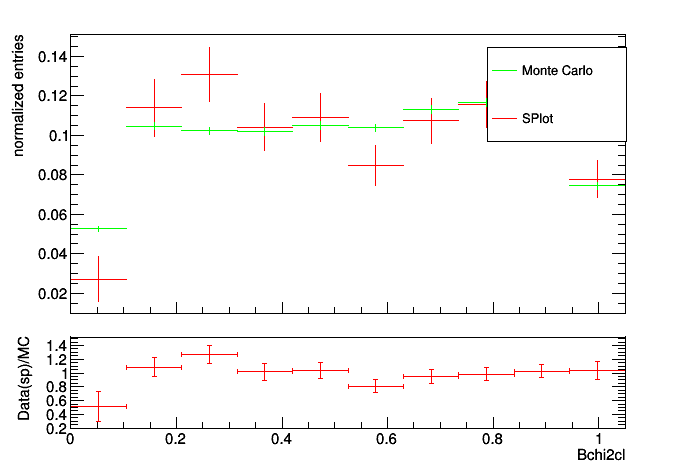 normalized entries
0.14
0.12
0.1
0.08
0.06
0.04
0.02
Monte Carlo
SPlot
Data(sp)/MC
1.4
1.2
1
0.8
0.6
0.4
0.2
0 0.2 0.4 0.6 0.8 1
Bchi2cl